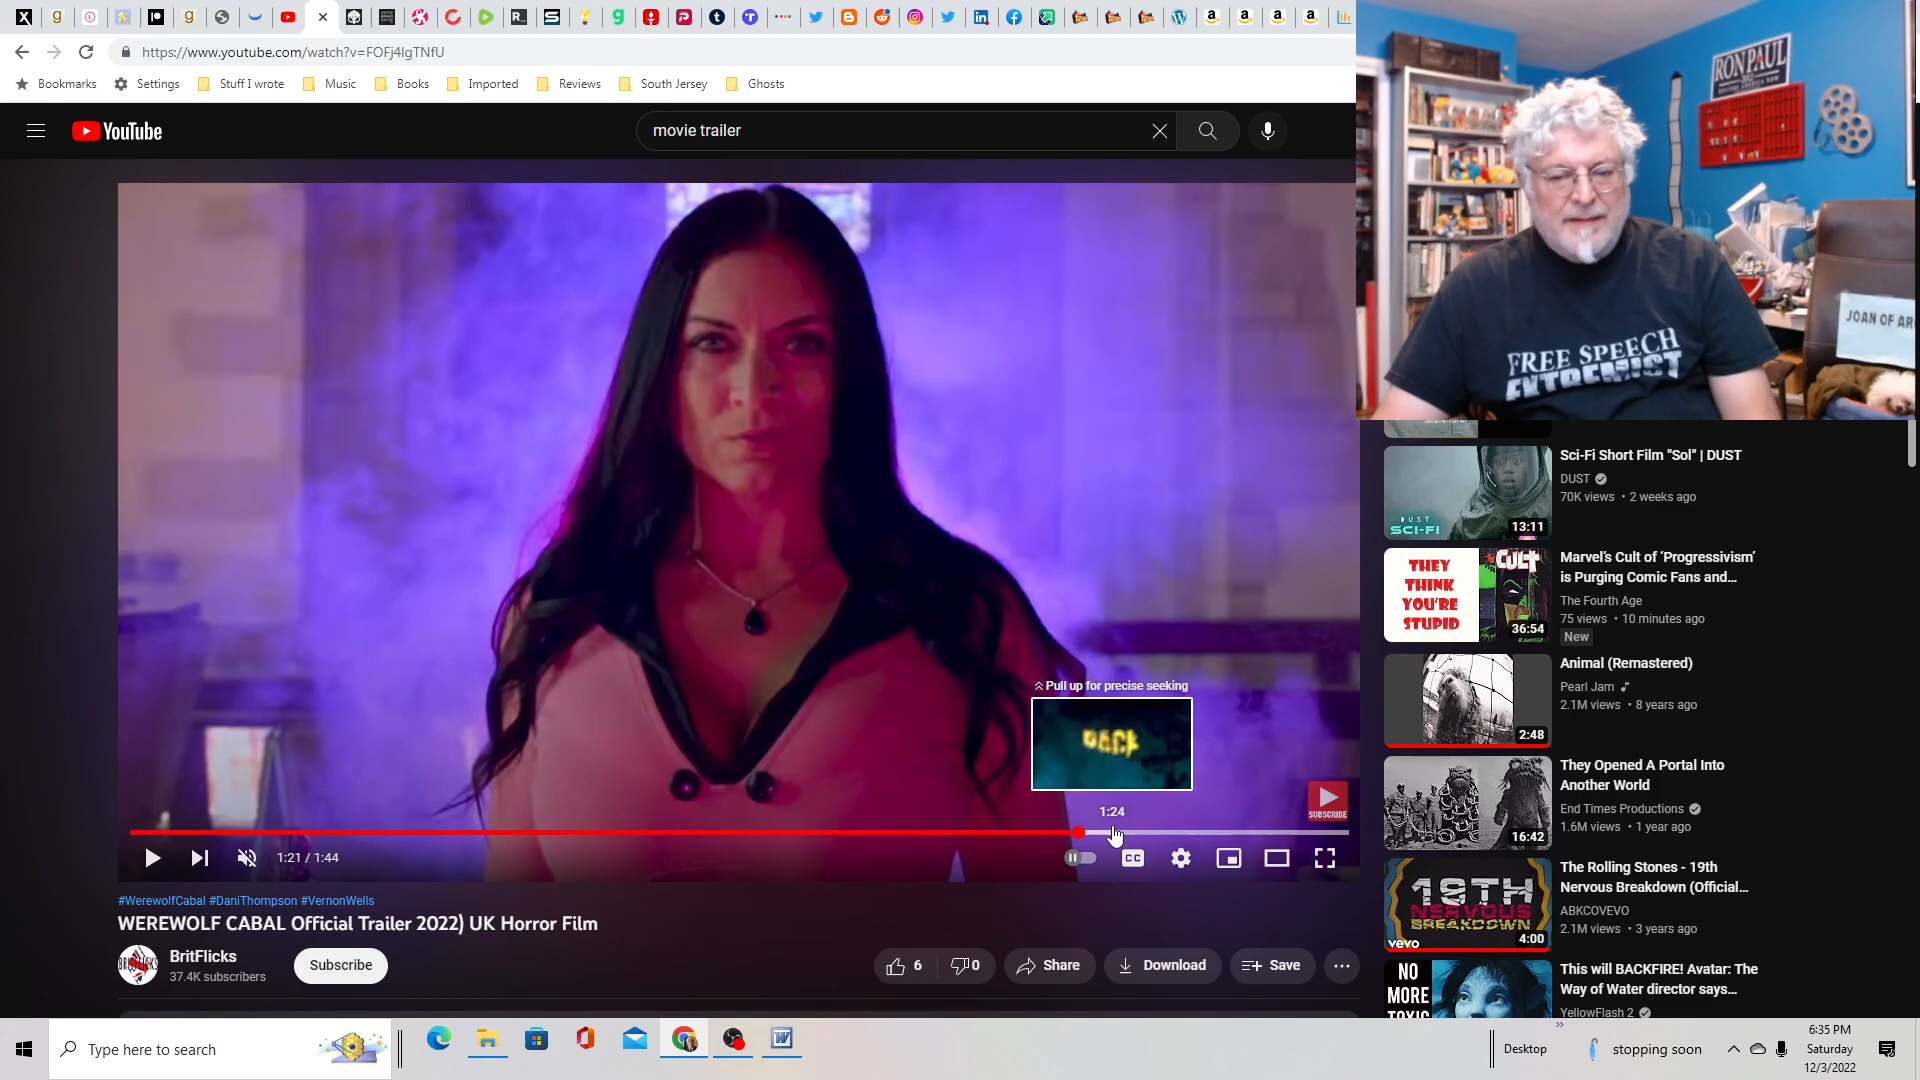 https://www.youtube.com/watch?v=FOFj4lgTNfU
Bookmarks
Settings
Stuff I wrote
Music
Books
Imported
Reviews
South Jersey
Ghosts
YouTube
movie trailer
RON PAUL
JOAN OF AR
FREE SPEECH
EXTREMIST
Pull up for precise seeking
BACK
1:24
SUBSCRIBE
1:21 / 1:44
CC
#WerewolfCabal #DaniThompson #VernonWells
WEREWOLF CABAL Official Trailer 2022) UK Horror Film
BRITFLICKS
BritFlicks
37.4K subscribers
Subscribe
6
0
Share
Download
Save
DUST
SCI-FI
13:11
Sci-Fi Short Film "Sol" | DUST
DUST
70K views • 2 weeks ago
THEY
THINK
YOU'RE
STUPID
CULT
36:54
Marvel's Cult of 'Progressivism'
is Purging Comic Fans and...
The Fourth Age
75 views • 10 minutes ago
New
2:48
Animal (Remastered)
Pearl Jam
2.1M views • 8 years ago
16:42
They Opened A Portal Into
Another World
End Times Productions
1.6M views • 1 year ago
19TH
NERVOUS
BREAKDOWN
vevo
4:00
The Rolling Stones - 19th
Nervous Breakdown (Official...
ABKCOVEVO
2.1M views • 3 years ago
NO
MORE
TOXIC
This will BACKFIRE! Avatar: The
Way of Water director says...
YellowFlash 2
Type here to search
Desktop
stopping soon
6:35 PM
Saturday
12/3/2022